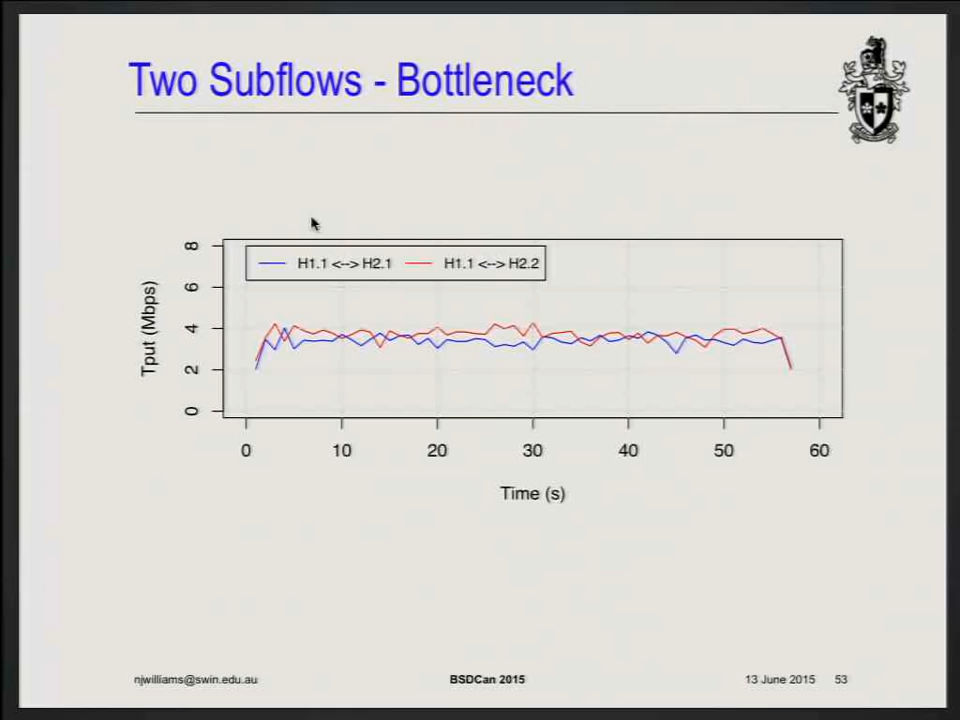 Two Subflows - Bottleneck
H1.1 <--> H2.1 H1.1 <--> H2.2
Tput (Mbps)
8
6
4
2
0
0 10 20 30 40 50 60
Time (s)
njwilliams@swin.edu.au BSDCan 2015 13 June 2015 53